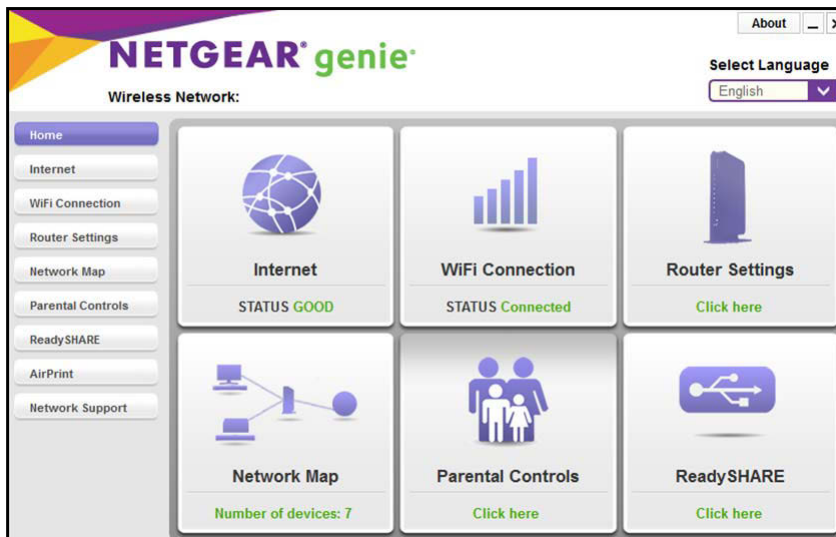 About
NETGEAR® genie®
Select Language
English
Wireless Network:
Home
Internet
WiFi Connection
Router Settings
Network Map
Parental Controls
ReadySHARE
AirPrint
Network Support
Internet
STATUS GOOD
WiFi Connection
STATUS Connected
Router Settings
Click here
Network Map
Number of devices: 7
Parental Controls
Click here
ReadySHARE
Click here